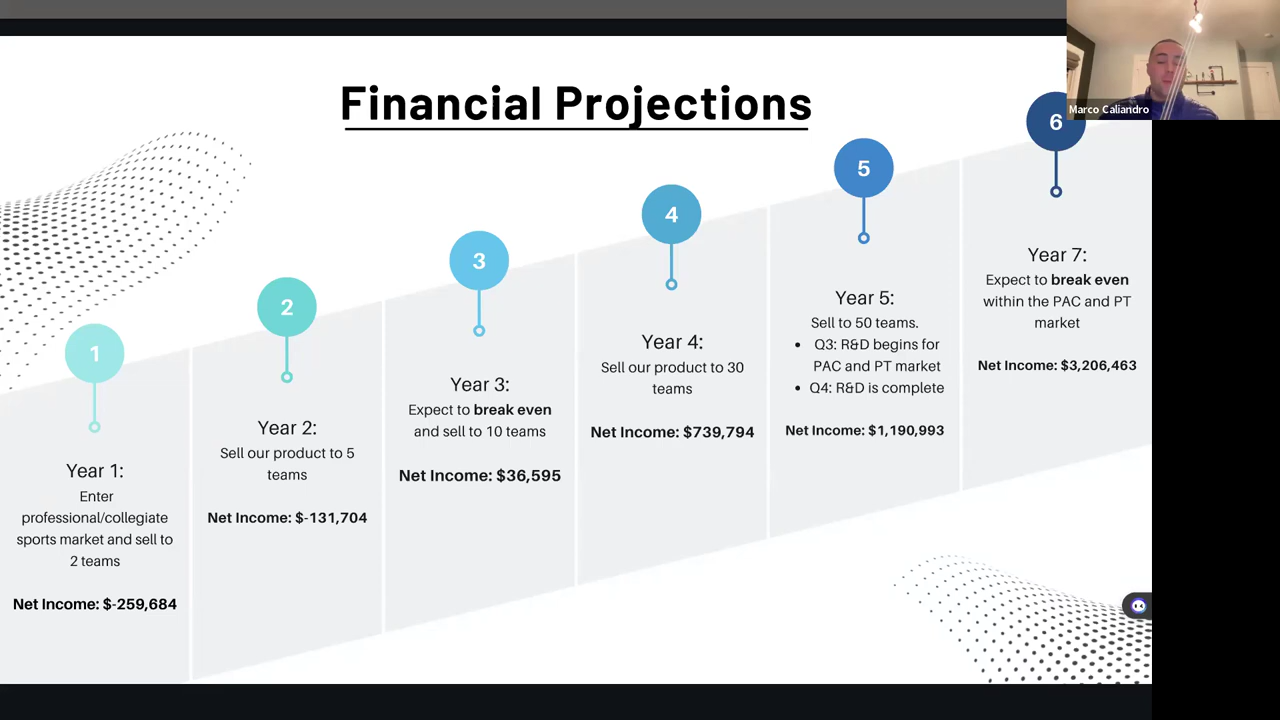 Financial Projections
Marco Caliandro
1
Year 1:
Enter
professional/collegiate
sports market and sell to
2 teams
Net Income: $-259,684
2
Year 2:
Sell our product to 5
teams
Net Income: $-131,704
3
Year 3:
Expect to break even
and sell to 10 teams
Net Income: $36,595
4
Year 4:
Sell our product to 30
teams
Net Income: $739,794
5
Year 5:
Sell to 50 teams.
• Q3: R&D begins for
PAC and PT market
• Q4: R&D is complete
Net Income: $1,190,993
6
Year 7:
Expect to break even
within the PAC and PT
market
Net Income: $3,206,463